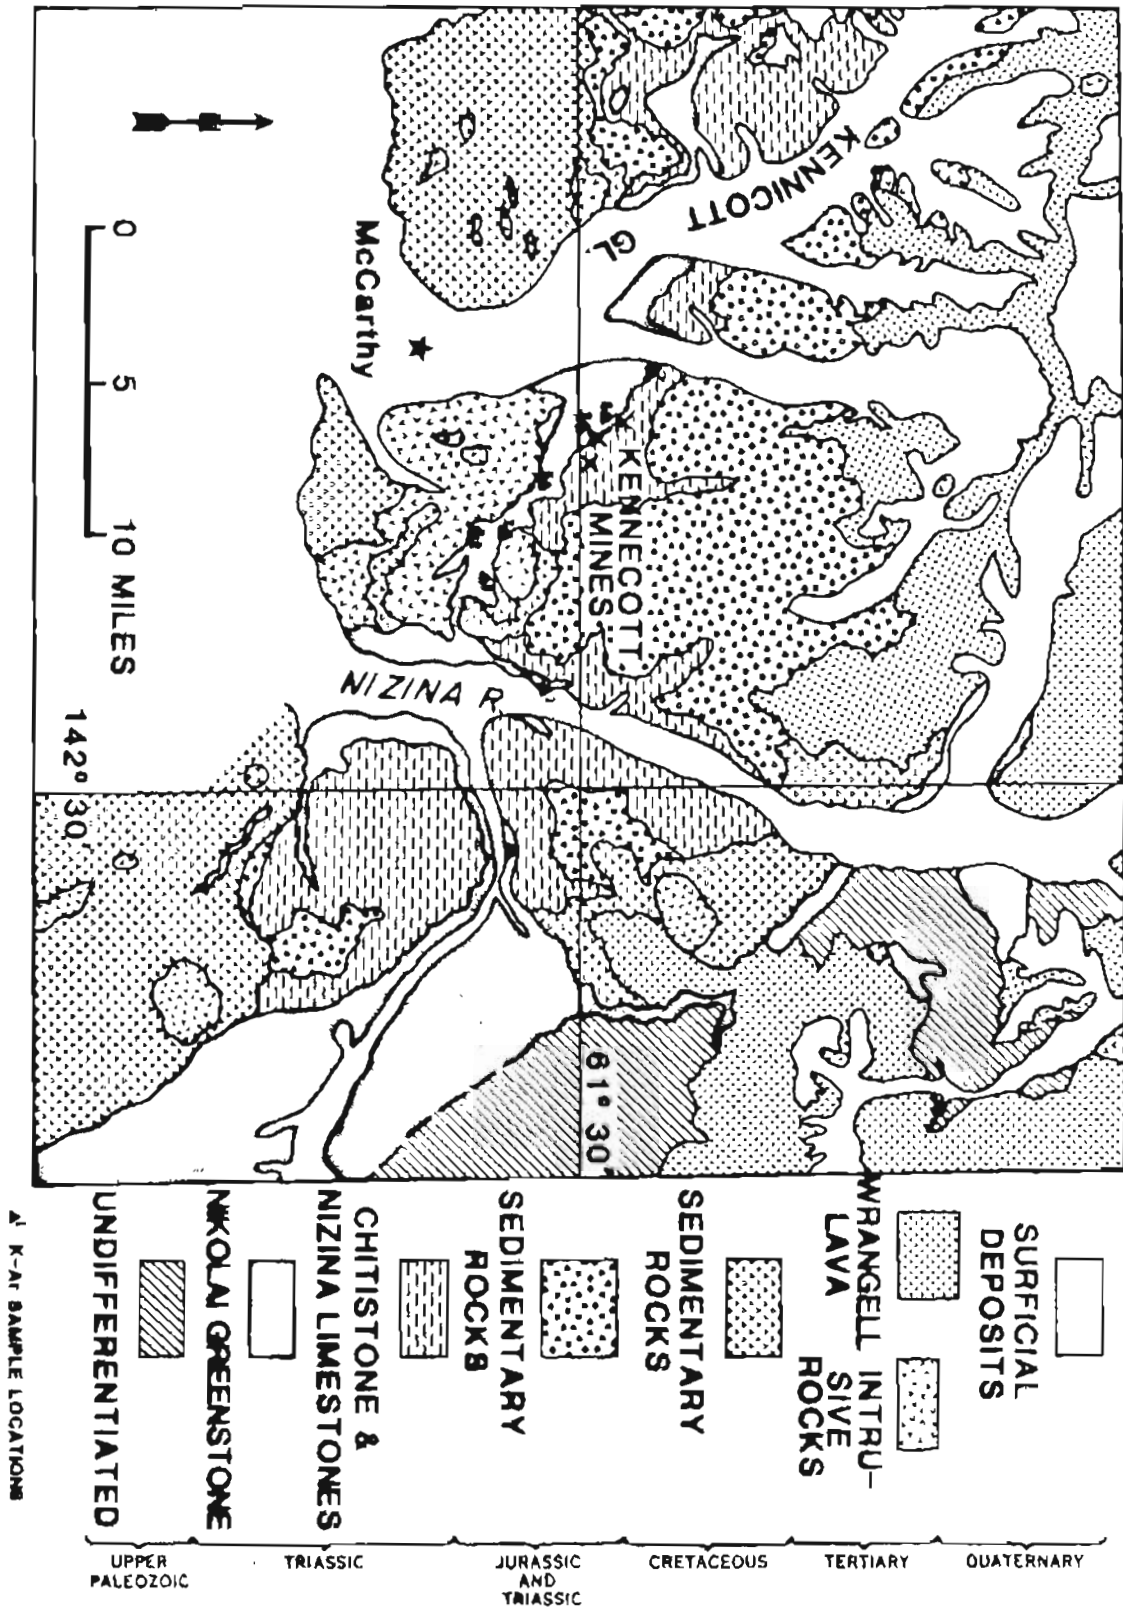 KENNICOTT
GL.
McCarthy
KENNECOTT
MINES
NIZINA R.
0
5
10 MILES
142° 30'
61° 30'
SURFICIAL
DEPOSITS
WRANGELL
LAVA
INTRU-
SIVE
ROCKS
SEDIMENTARY
ROCKS
SEDIMENTARY
ROCKS
CHITISTONE &
NIZINA LIMESTONES
NIKOLAI GREENSTONE
UNDIFFERENTIATED
QUATERNARY
TERTIARY
CRETACEOUS
JURASSIC
AND
TRIASSIC
TRIASSIC
UPPER
PALEOZOIC
K-Ar SAMPLE LOCATIONS